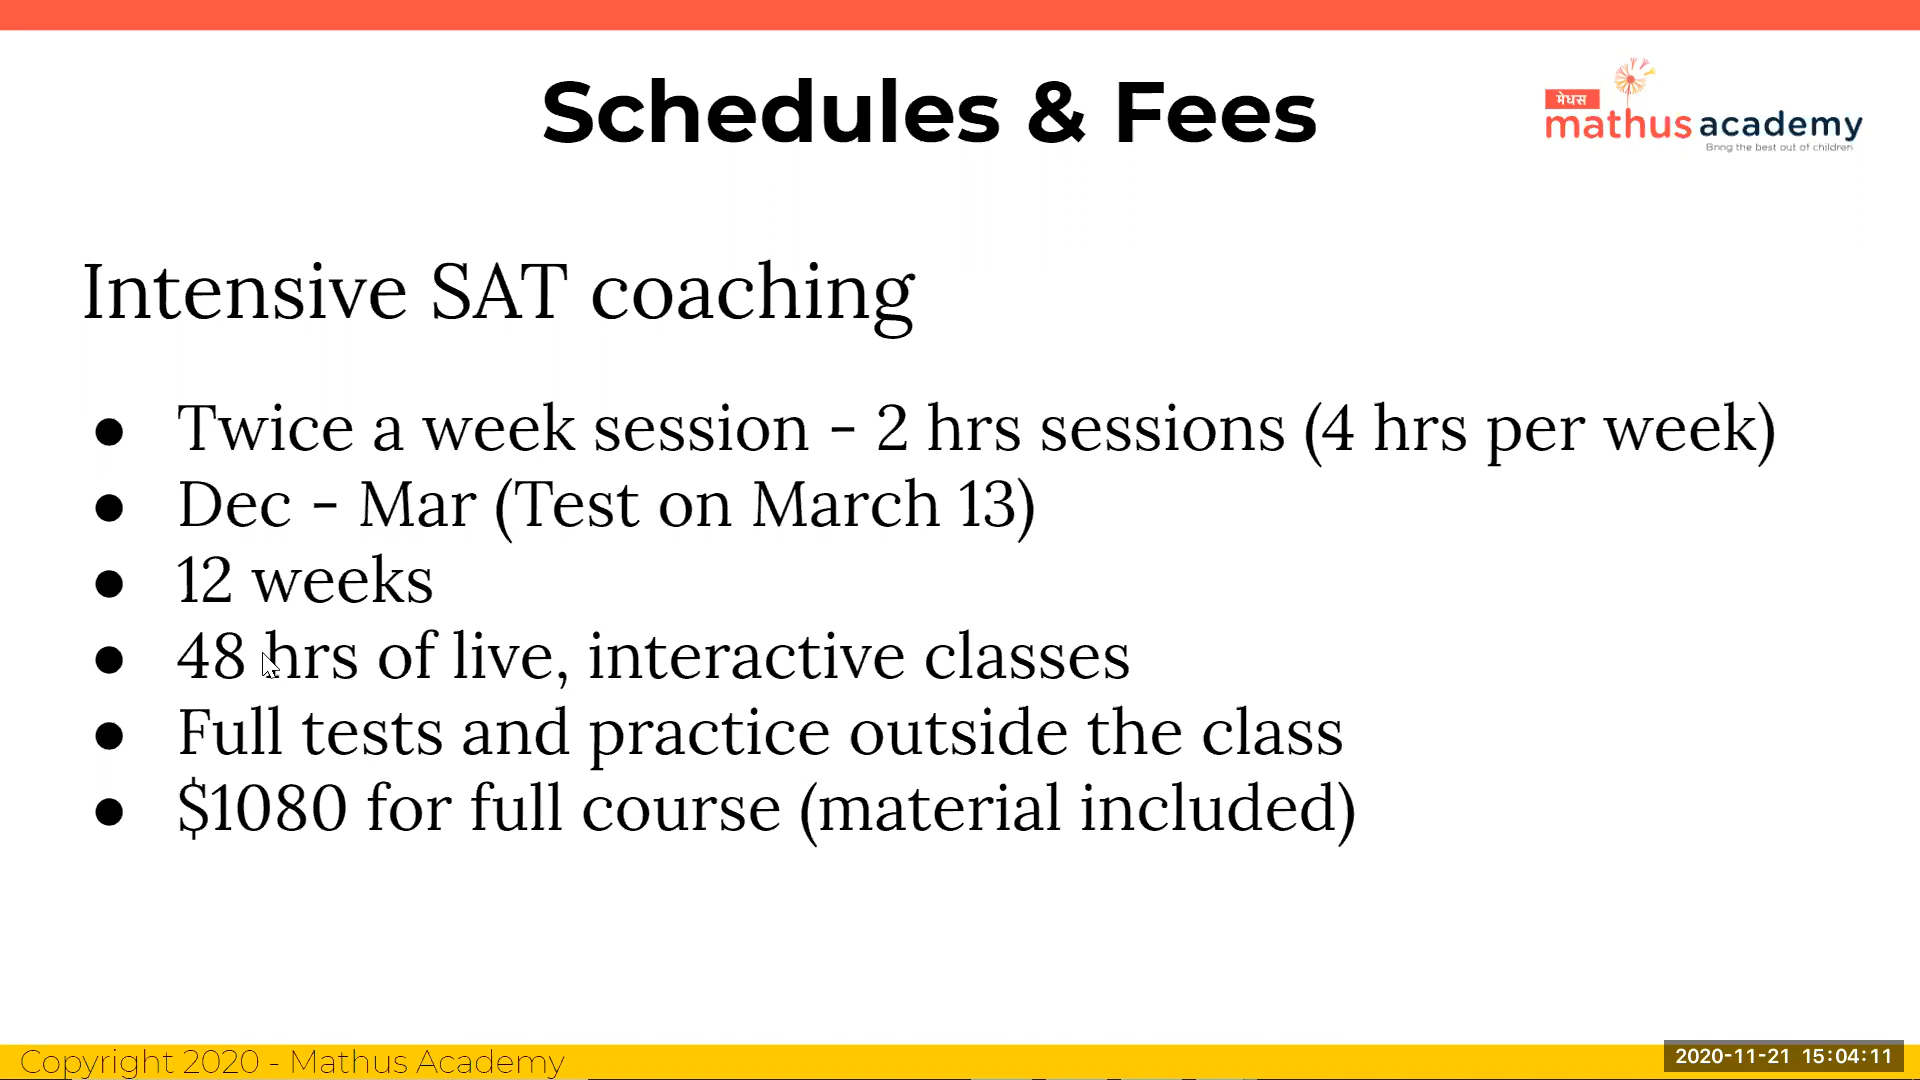 Schedules & Fees
मेधस
mathus academy
Bring the best out of children
Intensive SAT coaching
● Twice a week session - 2 hrs sessions (4 hrs per week)
● Dec - Mar (Test on March 13)
● 12 weeks
● 48 hrs of live, interactive classes
● Full tests and practice outside the class
● $1080 for full course (material included)
Copyright 2020 - Mathus Academy
2020-11-21 15:04:11